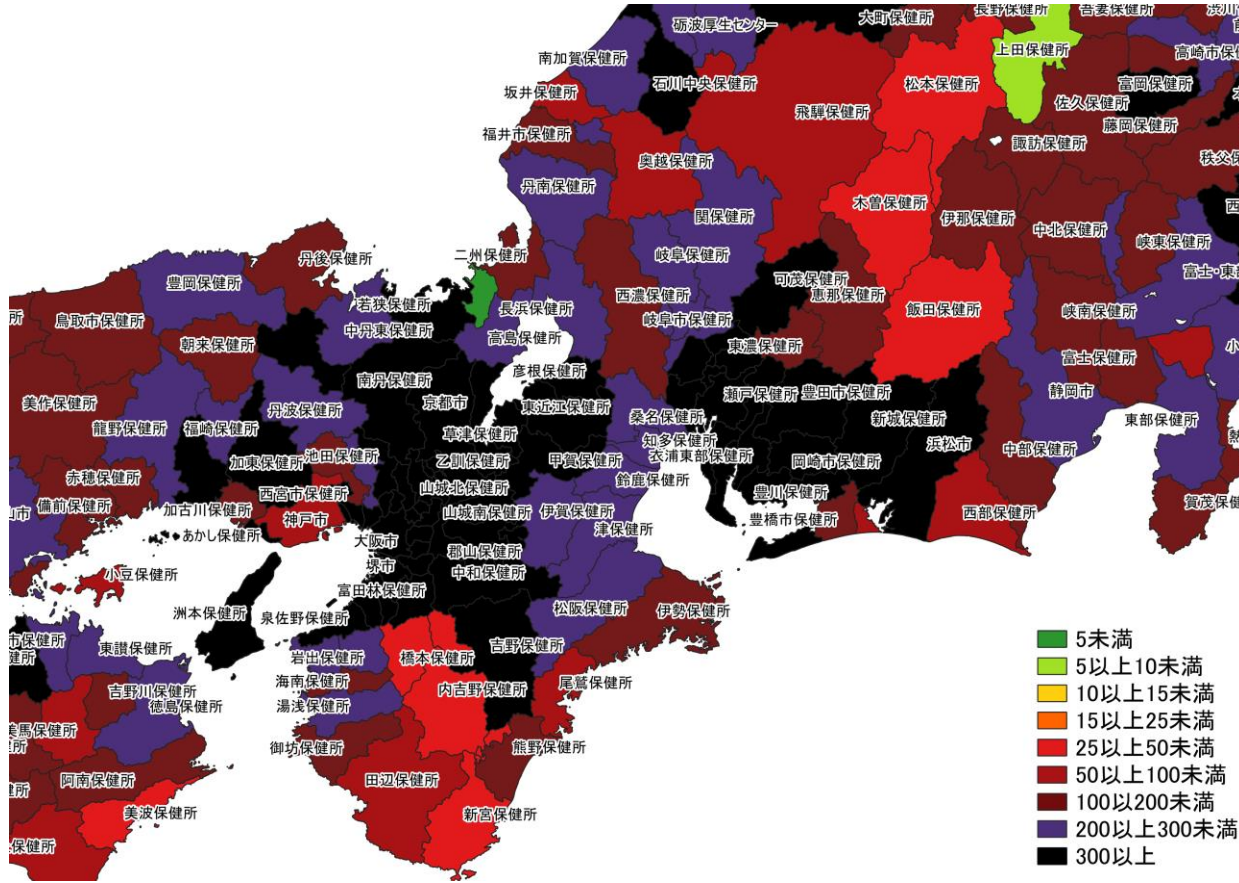 大町保健所
長野保健所
吾妻保健所
渋川
砺波厚生センター
南加賀保健所
上田保健所
高崎市保健
石川中央保健所
松本保健所
富岡保健所
坂井保健所
飛騨保健所
佐久保健所
藤岡保健所
福井市保健所
諏訪保健所
奥越保健所
秩父保
丹南保健所
関保健所
木曽保健所
伊那保健所
中北保健所
西
峡東保健所
丹後保健所
二州保健所
岐阜保健所
富士・東部
豊岡保健所
可茂保健所
若狭保健所
長浜保健所
西濃保健所
恵那保健所
飯田保健所
峡南保健所
所
鳥取市保健所
中丹東保健所
高島保健所
岐阜市保健所
朝来保健所
東濃保健所
富士保健所
小
彦根保健所
南丹保健所
瀬戸保健所
豊田市保健所
静岡市
美作保健所
京都市
東近江保健所
丹波保健所
桑名保健所
新城保健所
東部保健所
龍野保健所
福崎保健所
草津保健所
知多保健所
浜松市
熱
池田保健所
乙訓保健所
甲賀保健所
衣浦東部保健所
中部保健所
加東保健所
岡崎市保健所
赤穂保健所
山城北保健所
鈴鹿保健所
西宮市保健所
豊川保健所
備前保健所
加古川保健所
山城南保健所
伊賀保健所
西部保健所
賀茂保健
山市
神戸市
豊橋市保健所
あかし保健所
大阪市
津保健所
郡山保健所
堺市
小豆保健所
中和保健所
富田林保健所
洲本保健所
泉佐野保健所
松阪保健所
伊勢保健所
市保健所
東讃保健所
吉野保健所
健所
岩出保健所
橋本保健所
5未満
海南保健所
尾鷲保健所
5以上10未満
吉野川保健所
内吉野保健所
徳島保健所
湯浅保健所
10以上15未満
美馬保健所
15以上25未満
所
御坊保健所
熊野保健所
25以上50未満
阿南保健所
田辺保健所
50以上100未満
所
美波保健所
新宮保健所
100以200未満
200以上300未満
保健所
300以上